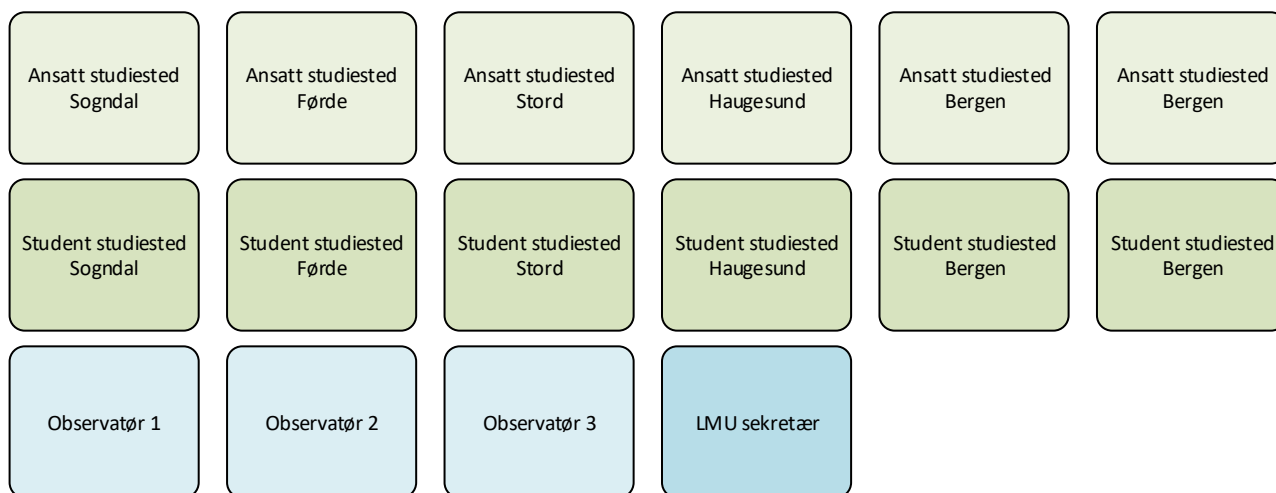 Ansatt studiested
Sogndal
Ansatt studiested
Førde
Ansatt studiested
Stord
Ansatt studiested
Haugesund
Ansatt studiested
Bergen
Ansatt studiested
Bergen
Student studiested
Sogndal
Student studiested
Førde
Student studiested
Stord
Student studiested
Haugesund
Student studiested
Bergen
Student studiested
Bergen
Observatør 1
Observatør 2
Observatør 3
LMU sekretær